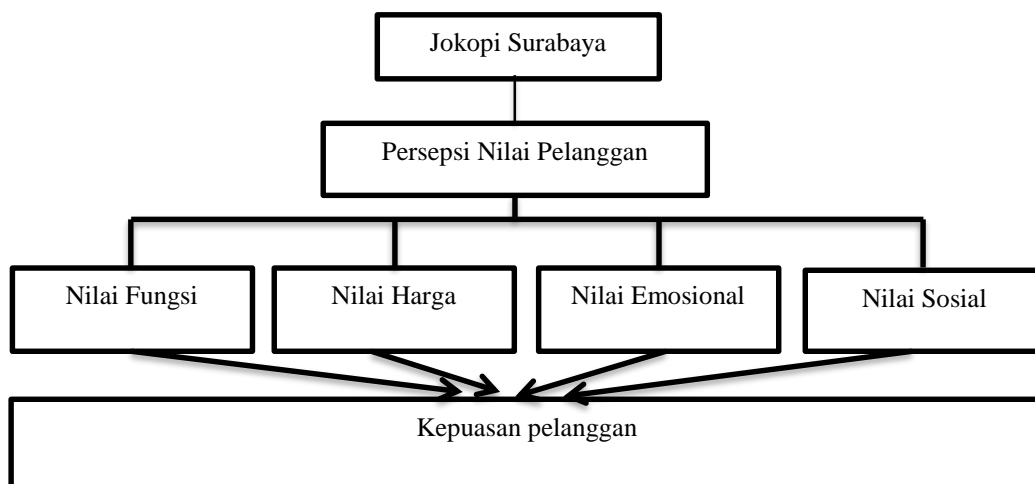 Jokopi Surabaya
Persepsi Nilai Pelanggan
Nilai Fungsi
Nilai Harga
Nilai Emosional
Nilai Sosial
Kepuasan pelanggan